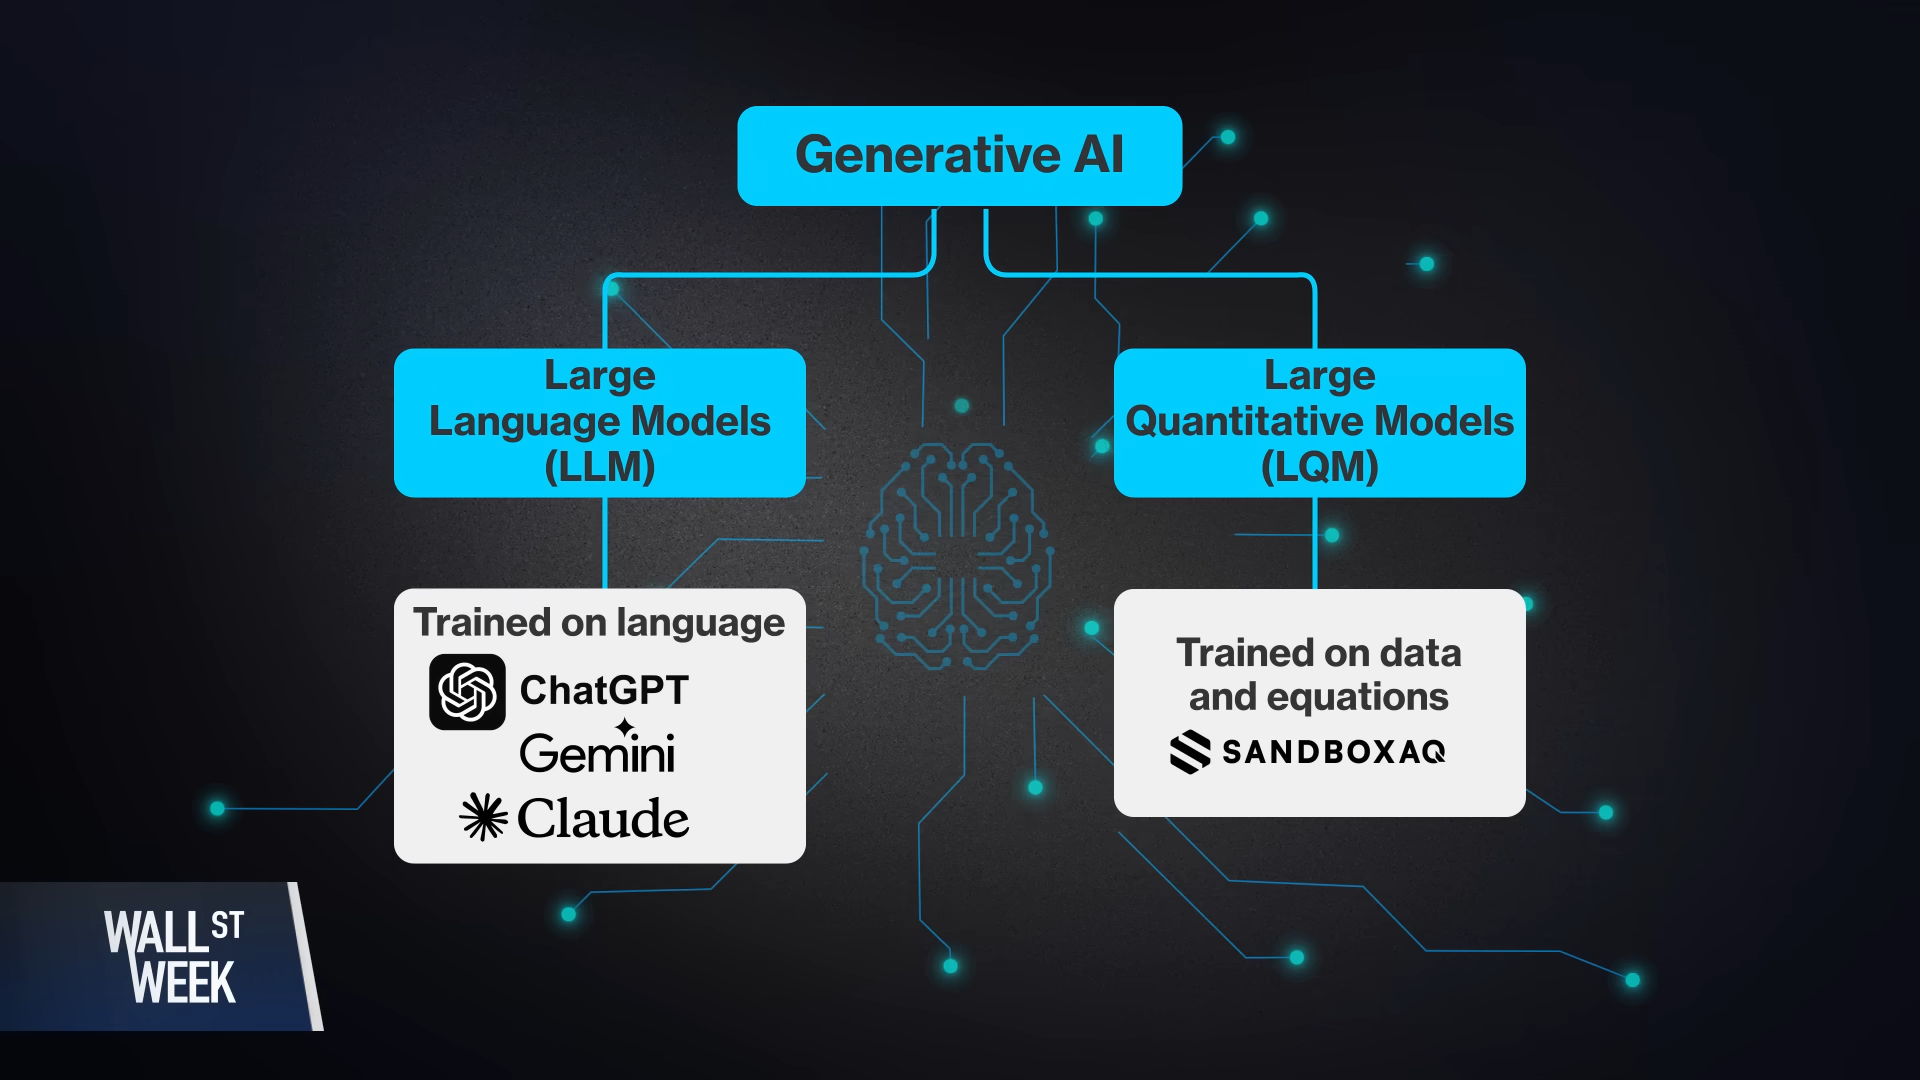 Generative AI
Large
Language Models
(LLM)
Large
Quantitative Models
(LQM)
Trained on language
ChatGPT
Gemini
Claude
Trained on data
and equations
SANDBOXAQ
WALL ST
WEEK